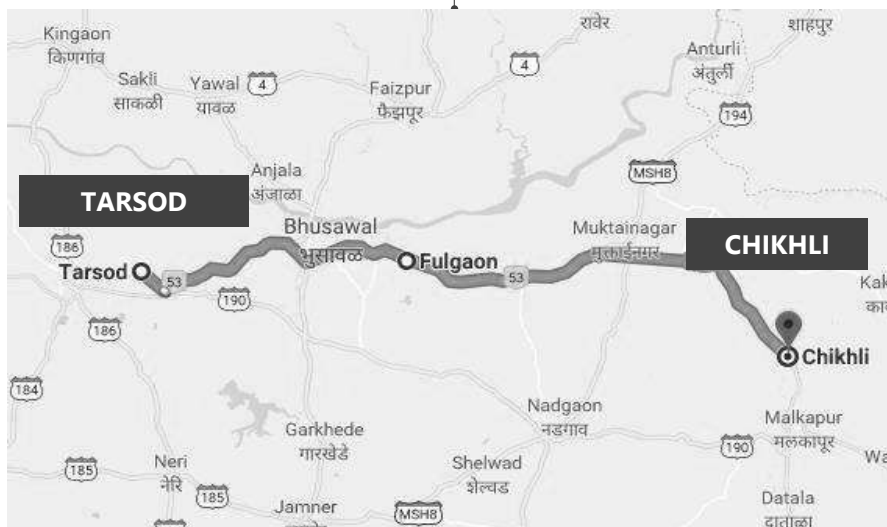 Kingaon
किणगांव
रावेर
शाहपुर
Anturli
अंतुर्ली
4
Sakli
साकळी
Yawal
यावळ
4
Faizpur
फैझपूर
194
Anjala
अंजाळा
MSH8
TARSOD
Bhusawal
भुसावळ
Muktainagar
मुक्ताईनगर
CHIKHLI
186
Tarsod
53
Fulgaon
53
190
186
Chikhli
184
Nadgaon
नडगाव
Malkapur
मलकापूर
Garkhede
गारखेडे
190
185
Neri
नेरि
Shelwad
शेल्वड
185
Jamner
MSH8
Datala
दाताळा